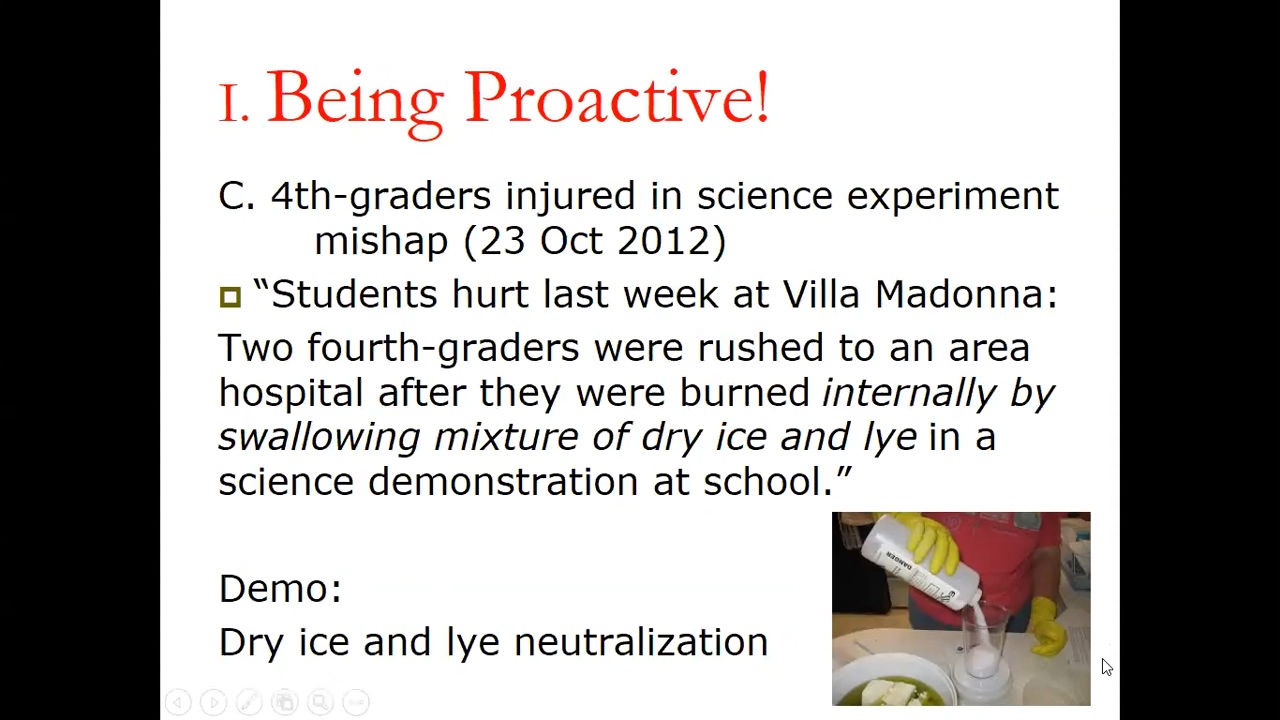 I. Being Proactive!
C. 4th-graders injured in science experiment
mishap (23 Oct 2012)
“Students hurt last week at Villa Madonna:
Two fourth-graders were rushed to an area
hospital after they were burned internally by
swallowing mixture of dry ice and lye in a
science demonstration at school.”
Demo:
Dry ice and lye neutralization
DANGER